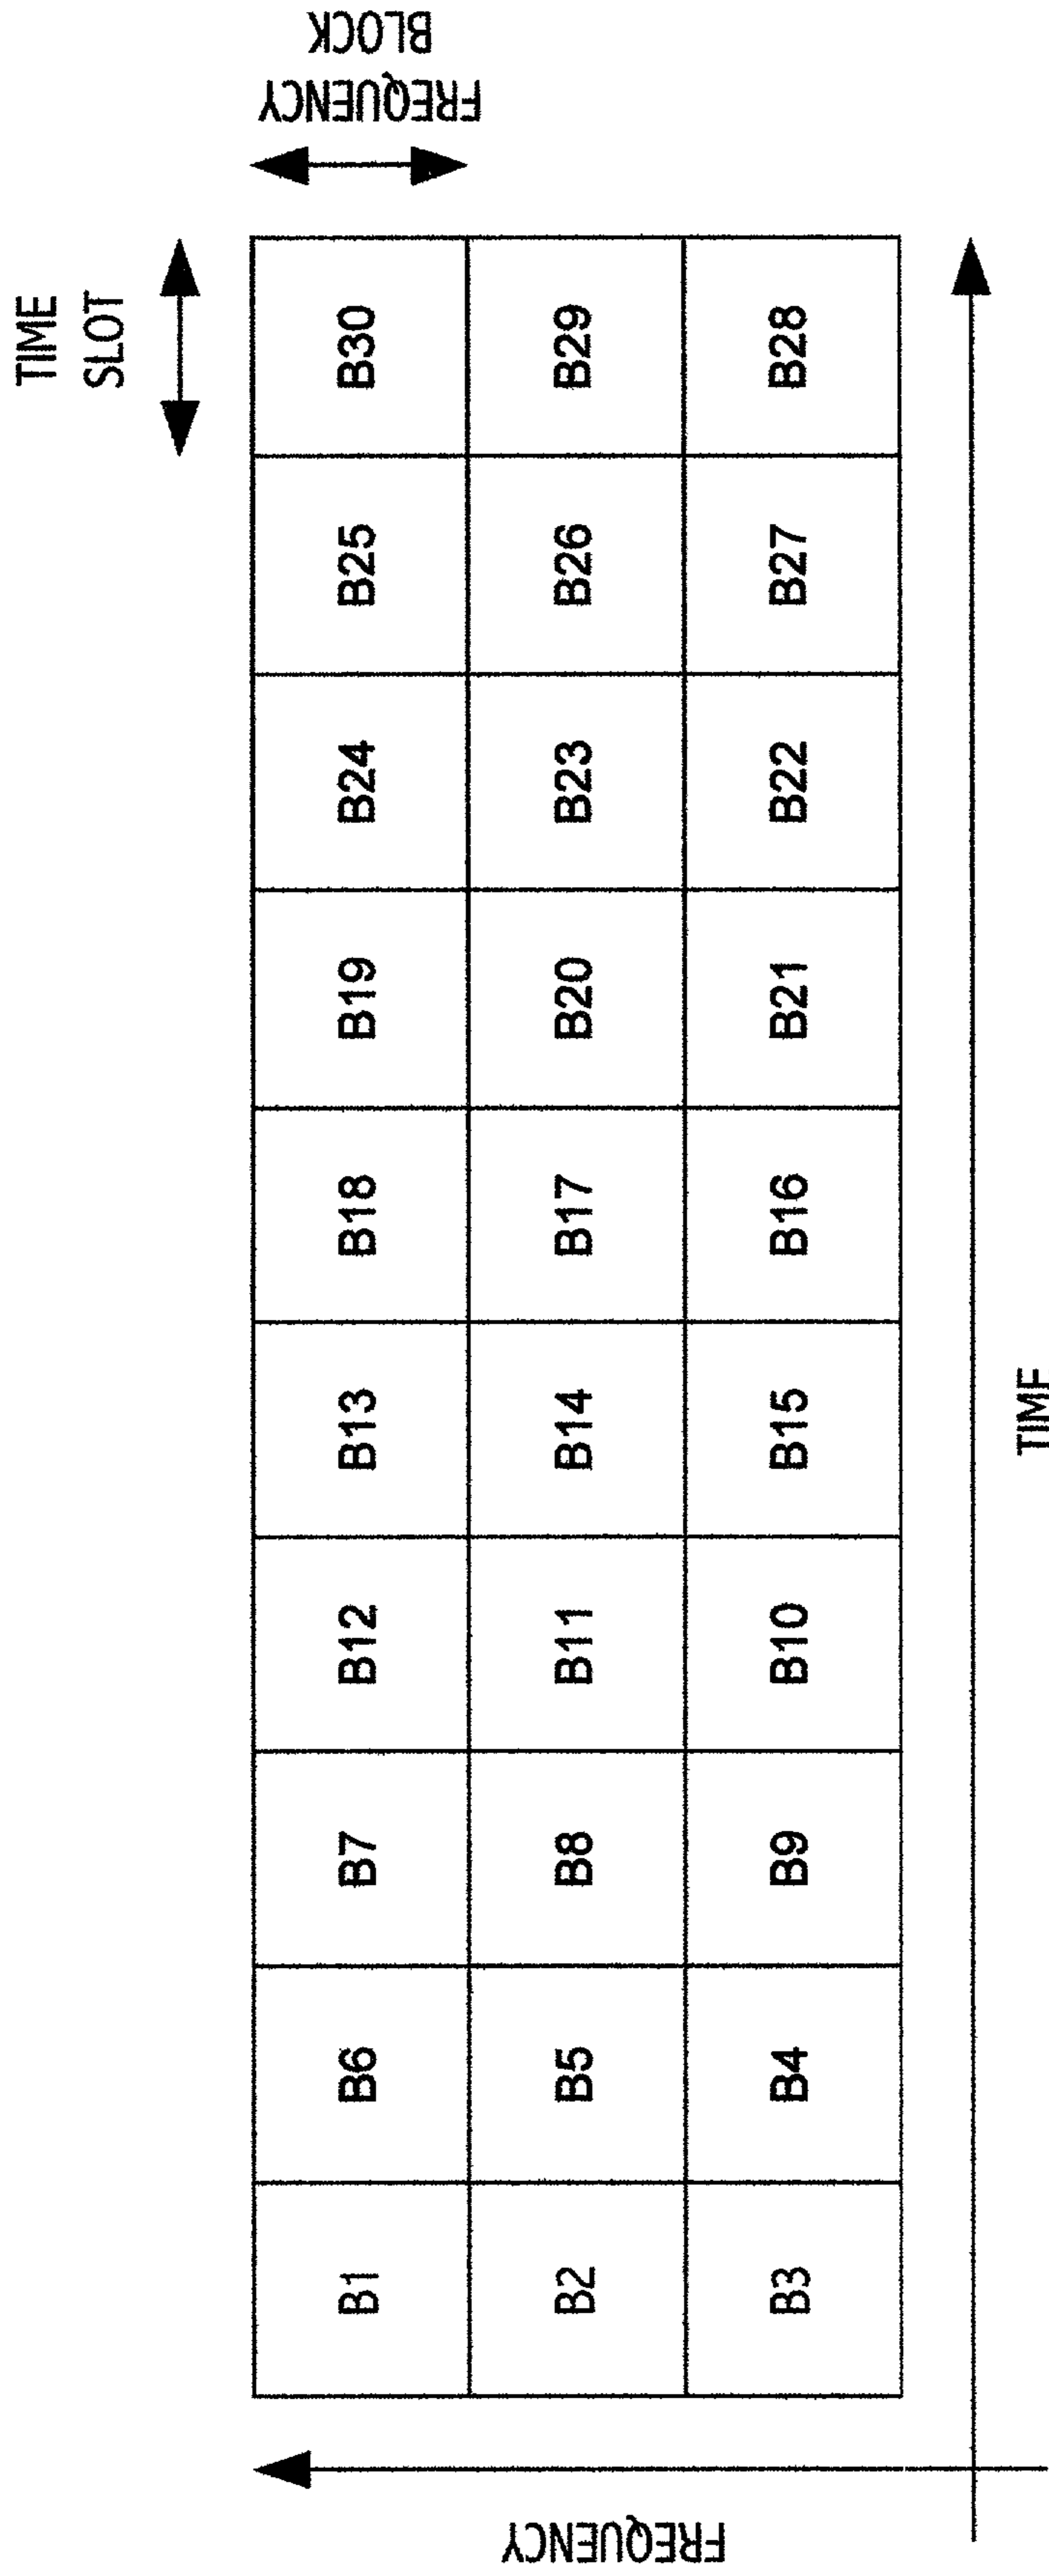 TIME
SLOT
FREQUENCY
BLOCK
FREQUENCY
B1 B6 B7 B12 B13 B18 B19 B24 B25 B30
B2 B5 B8 B11 B14 B17 B20 B23 B26 B29
B3 B4 B9 B10 B15 B16 B21 B22 B27 B28
TIME